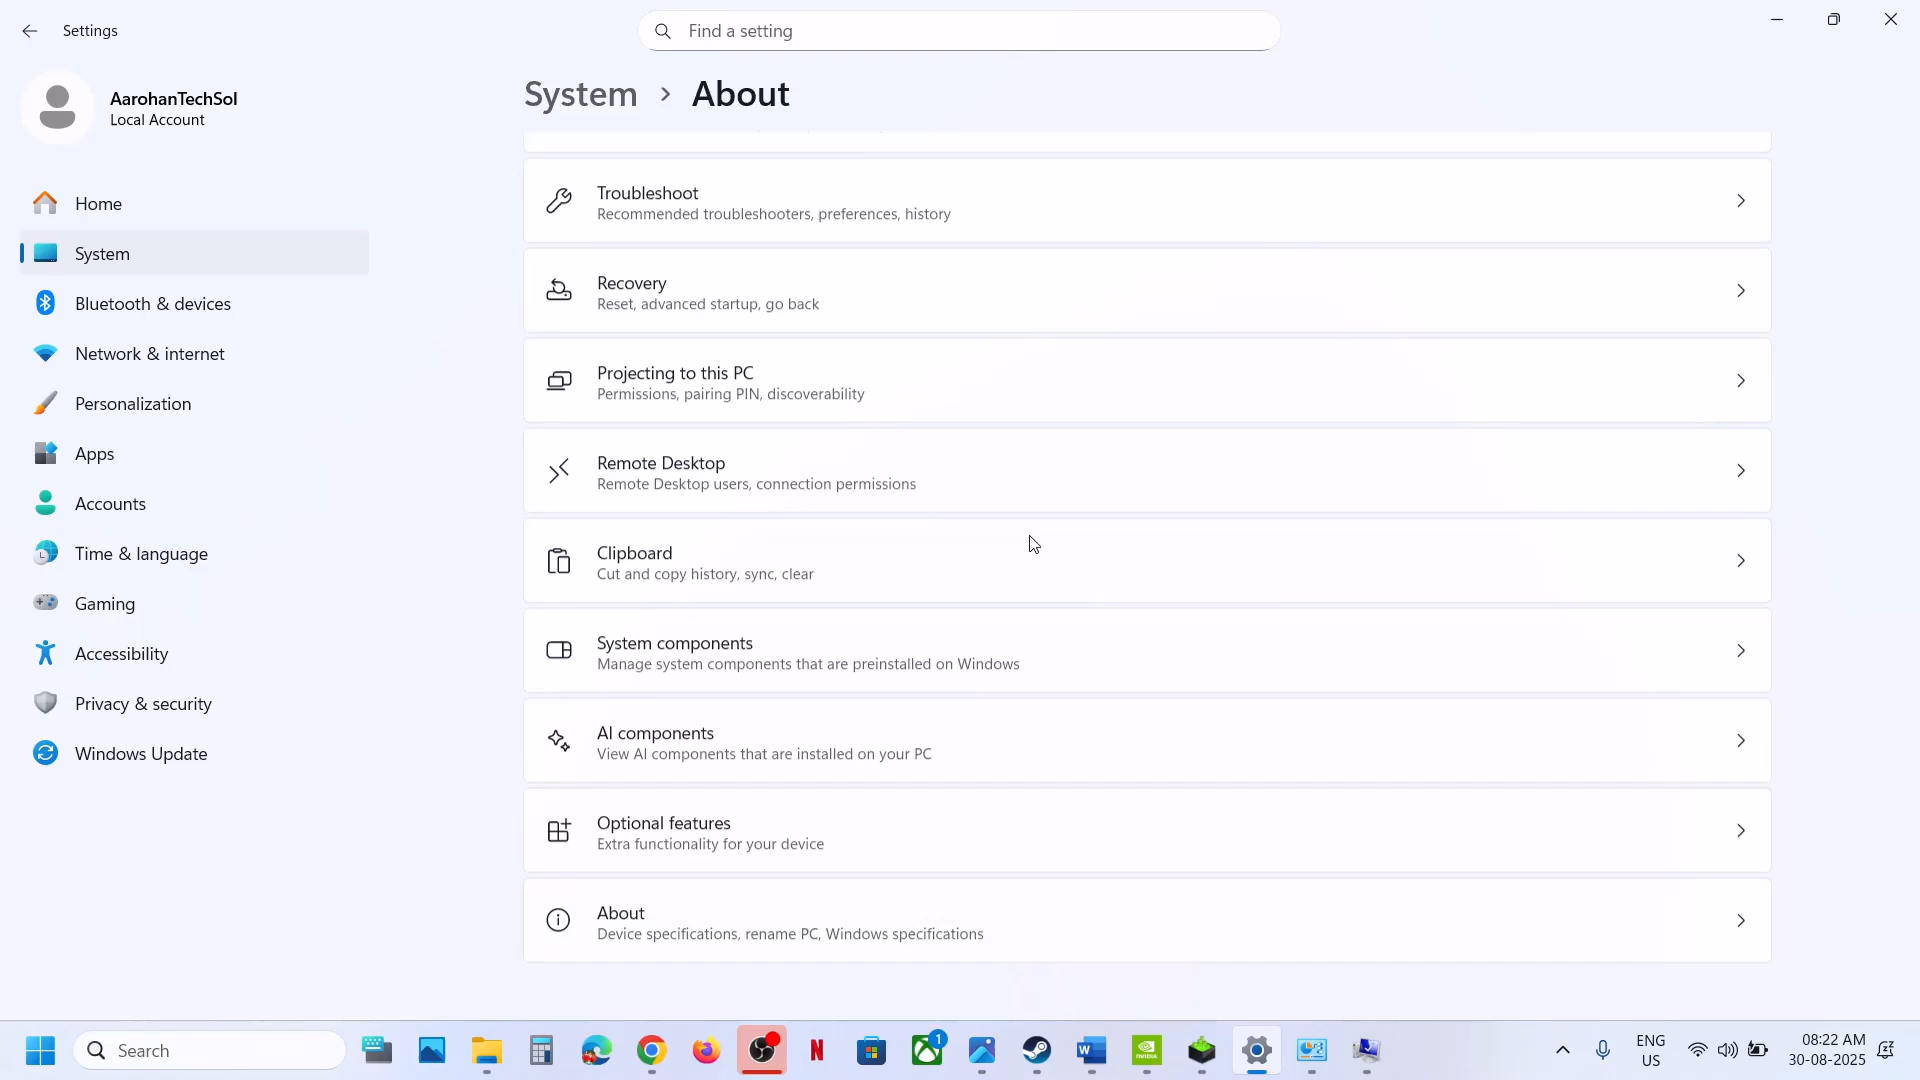 Settings
Find a setting
AarohanTechSol
Local Account
System > About
Home
System
Bluetooth & devices
Network & internet
Personalization
Apps
Accounts
Time & language
Gaming
Accessibility
Privacy & security
Windows Update
Troubleshoot
Recommended troubleshooters, preferences, history
Recovery
Reset, advanced startup, go back
Projecting to this PC
Permissions, pairing PIN, discoverability
Remote Desktop
Remote Desktop users, connection permissions
Clipboard
Cut and copy history, sync, clear
System components
Manage system components that are preinstalled on Windows
AI components
View AI components that are installed on your PC
Optional features
Extra functionality for your device
About
Device specifications, rename PC, Windows specifications
Search
N
1
W
NVIDIA
ENG
US
08:22 AM
30-08-2025